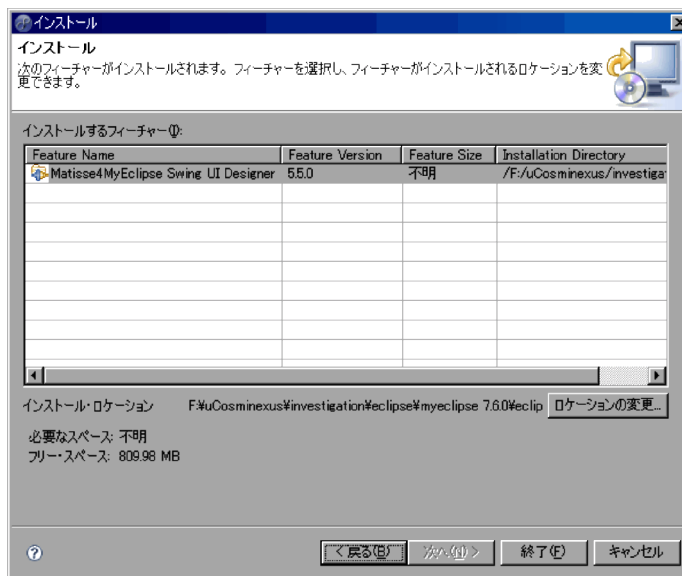 インストール
インストール
次のフィーチャーがインストールされます。フィーチャーを選択し、フィーチャーがインストールされるロケーションを変
更できます。
インストールするフィーチャー(I):
Feature Name Feature Version Feature Size Installation Directory
Matisse4MyEclipse Swing UI Designer 5.5.0 不明 /F:/uCosminexus/investiga
インストール・ロケーション F:¥uCosminexus¥investigation¥eclipse¥myeclipse 7.6.0¥eclip ロケーションの変更...
必要なスペース: 不明
フリー・スペース: 809.98 MB
? < 戻る(B) 次へ(N) > 終了(F) キャンセル